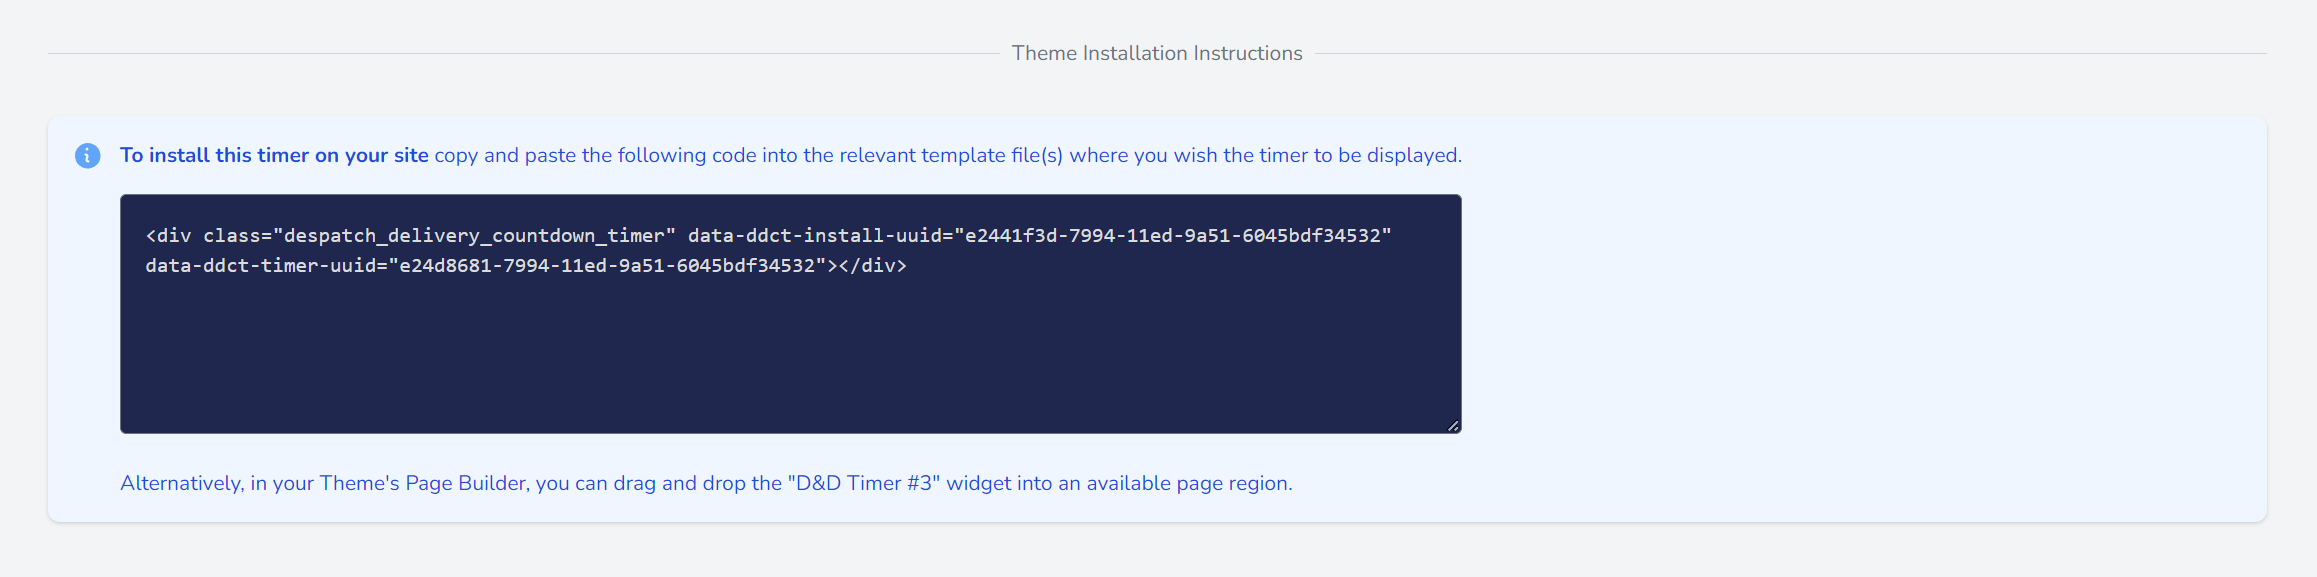 Theme Installation Instructions
To install this timer on your site copy and paste the following code into the relevant template file(s) where you wish the timer to be displayed.
<div class="despatch_delivery_countdown_timer" data-ddct-install-uuid="e2441f3d-7994-11ed-9a51-6045bdf34532"
data-ddct-timer-uuid="e24d8681-7994-11ed-9a51-6045bdf34532"></div>
Alternatively, in your Theme's Page Builder, you can drag and drop the "D&D Timer #3" widget into an available page region.